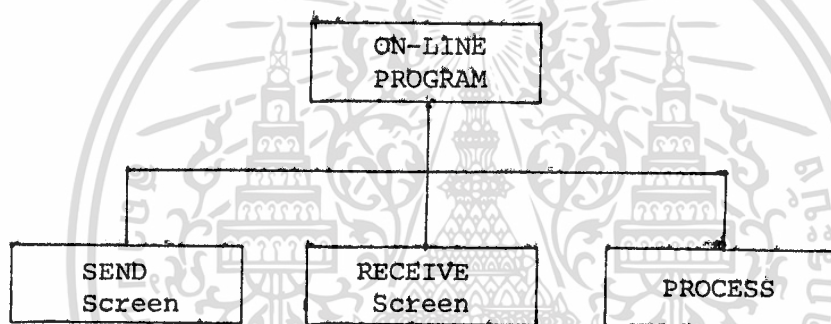 ON-LINE
PROGRAM
SEND
Screen
RECEIVE
Screen
PROCESS